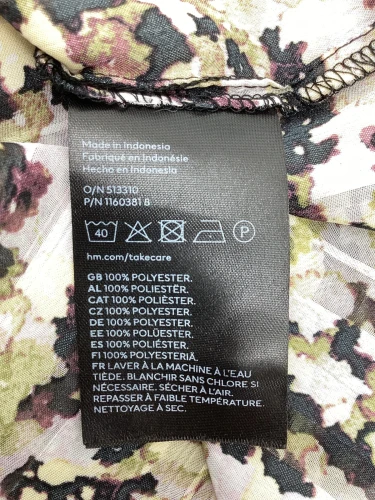 Made in Indonesia
Fabriqué en Indonésie
Hecho en Indonesia
O/N 513310
P/N 1160381 8
40 P
hm.com/takecare
GB 100% POLYESTER.
AL 100% POLIESTËR.
CAT 100% POLIÈSTER.
CZ 100% POLYESTER.
DE 100% POLYESTER.
EE 100% POLÜESTER.
ES 100% POLIÉSTER.
FI 100% POLYESTERIÄ.
FR LAVER À LA MACHINE À L'EAU
TIÈDE. BLANCHIR SANS CHLORE SI
NÉCESSAIRE. SÉCHER À L'AIR.
REPASSER À FAIBLE TEMPÉRATURE.
NETTOYAGE À SEC.